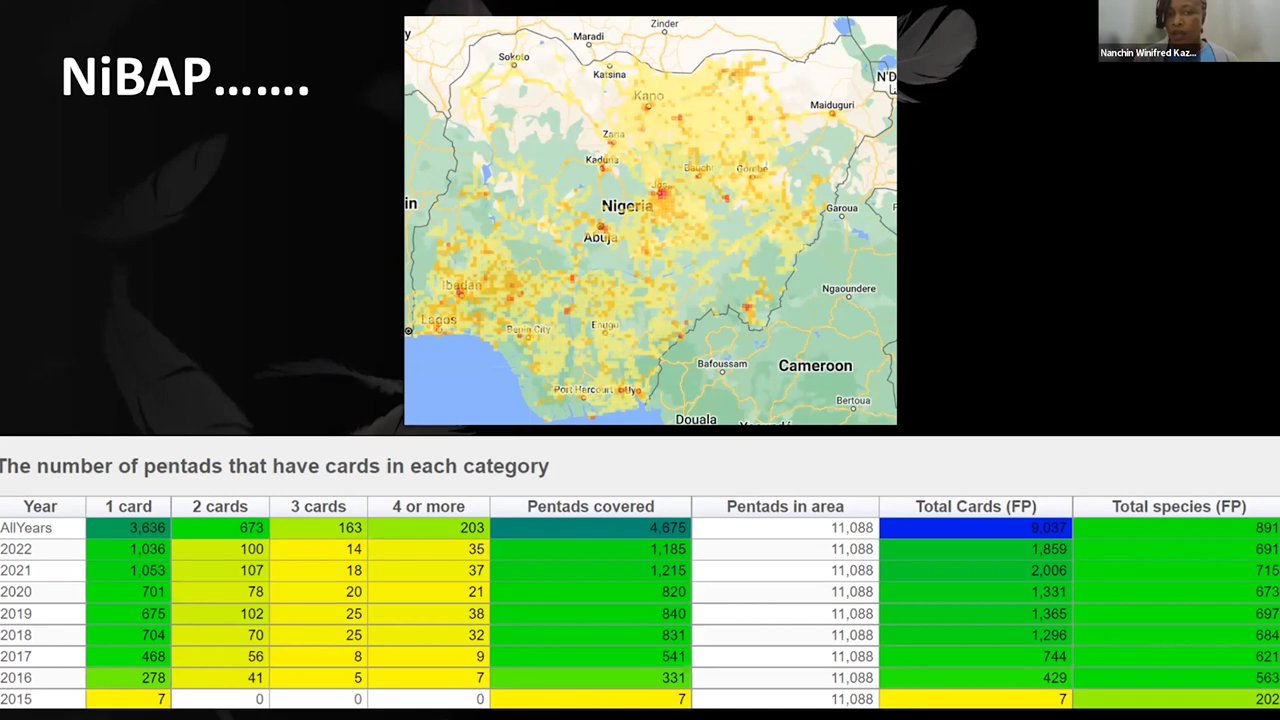 NiBAP…….
Nanchin Winifred Kaz...
y
Zinder
Maradi
Sokoto
Katsina
N'D
Kano
Maiduguri
Zaria
Kaduna
Bauchi
Gombe
Jos
in
Nigeria
Garoua
Abuja
Ibadan
Ngaoundere
Lagos
Benin City
Enugu
Bafoussam
Cameroon
Port Harcourt
Uyo
Bertoua
Douala
The number of pentads that have cards in each category
Year 1 card 2 cards 3 cards 4 or more Pentads covered Pentads in area Total Cards (FP) Total species (FP)
AllYears 3,636 673 163 203 4,675 11,088 9,037 891
2022 1,036 100 14 35 1,185 11,088 1,859 691
2021 1,053 107 18 37 1,215 11,088 2,006 715
2020 701 78 20 21 820 11,088 1,331 673
2019 675 102 25 38 840 11,088 1,365 697
2018 704 70 25 32 831 11,088 1,296 684
2017 468 56 8 9 541 11,088 744 621
2016 278 41 5 7 331 11,088 429 563
2015 7 0 0 0 7 11,088 7 202